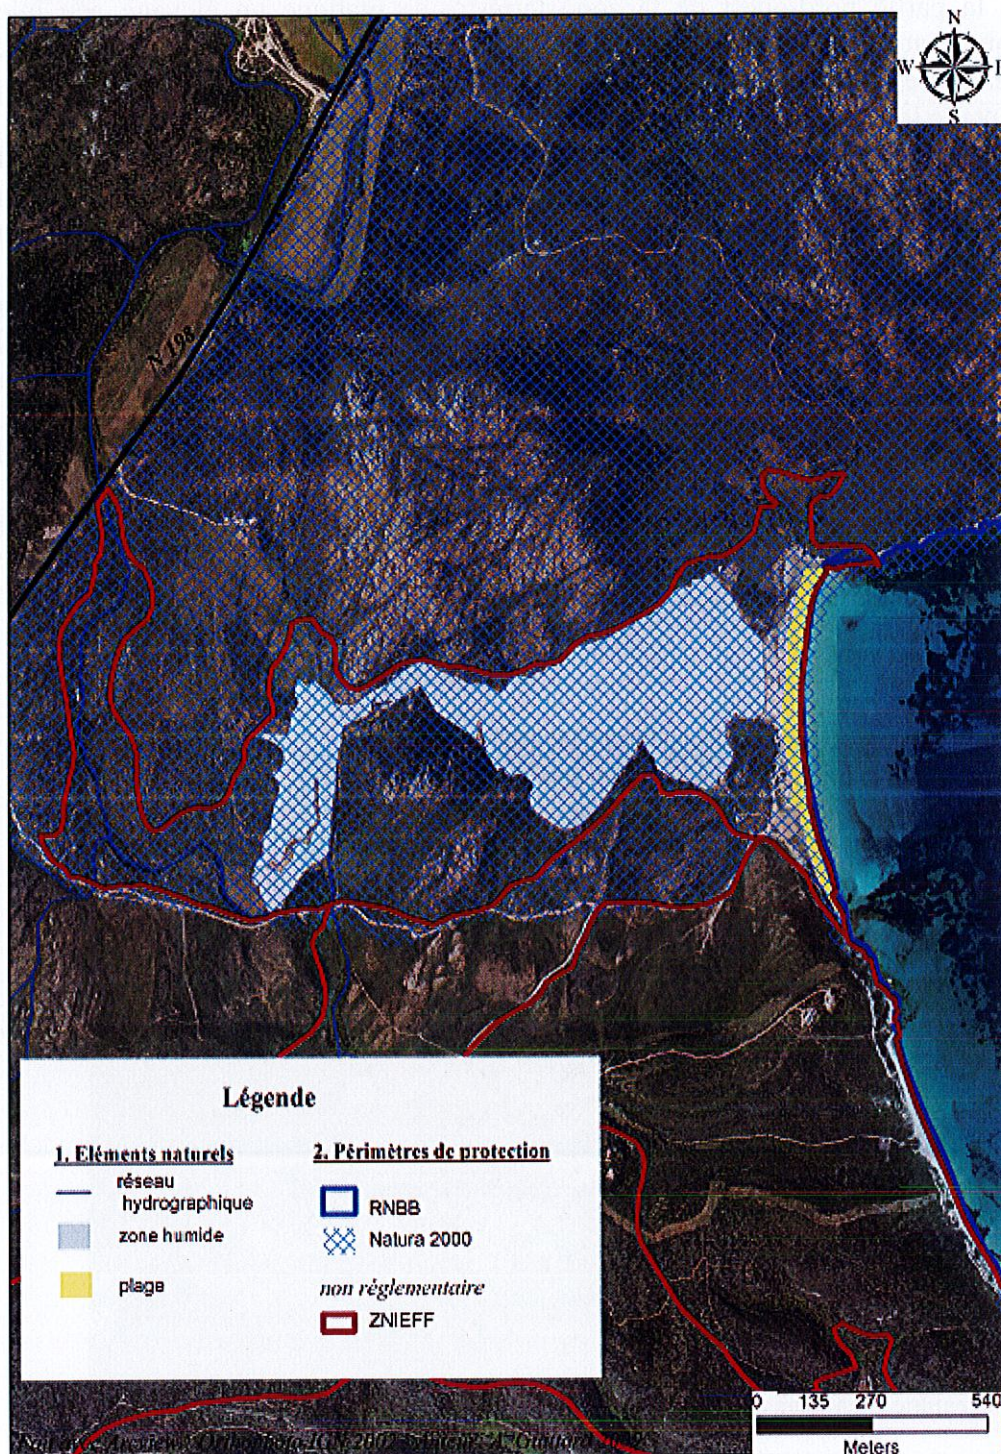 N
W E
S
N 198
Légende
1. Eléments naturels
réseau
hydrographique
zone humide
plage
2. Périmètres de protection
RNBB
Natura 2000
non réglementaire
ZNIEFF
0 135 270 540
Meters